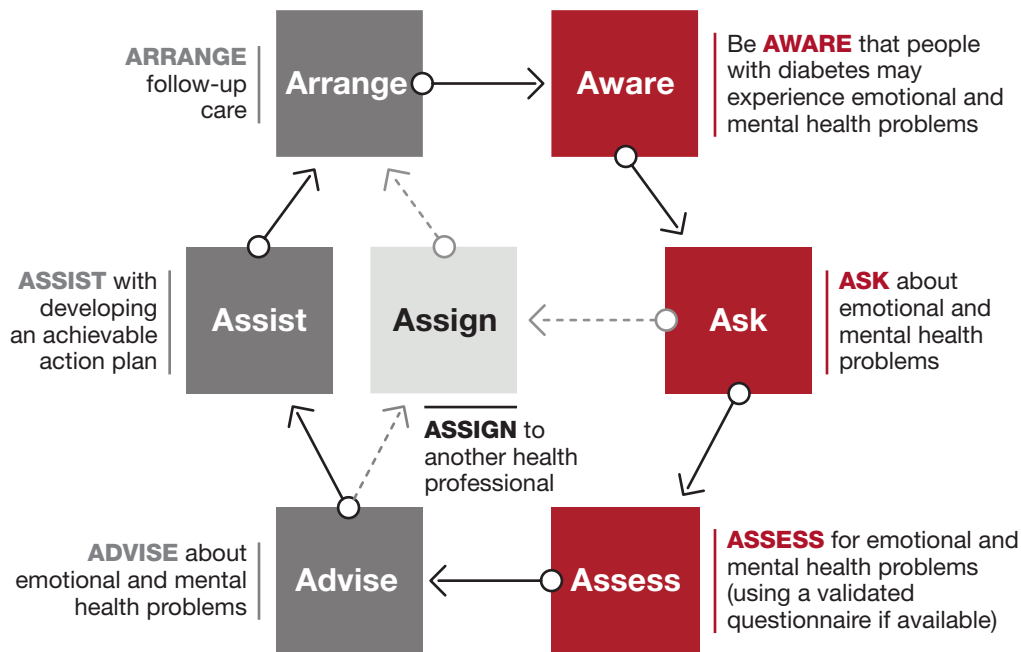 ARRANGE
follow-up
care
Arrange
Aware
Be AWARE that people
with diabetes may
experience emotional and
mental health problems
ASSIST with
developing
an achievable
action plan
Assist
Assign
ASSIGN to
another health
professional
Ask
ASK about
emotional and
mental health
problems
ADVISE about
emotional and mental
health problems
Advise
Assess
ASSESS for emotional and
mental health problems
(using a validated
questionnaire if available)